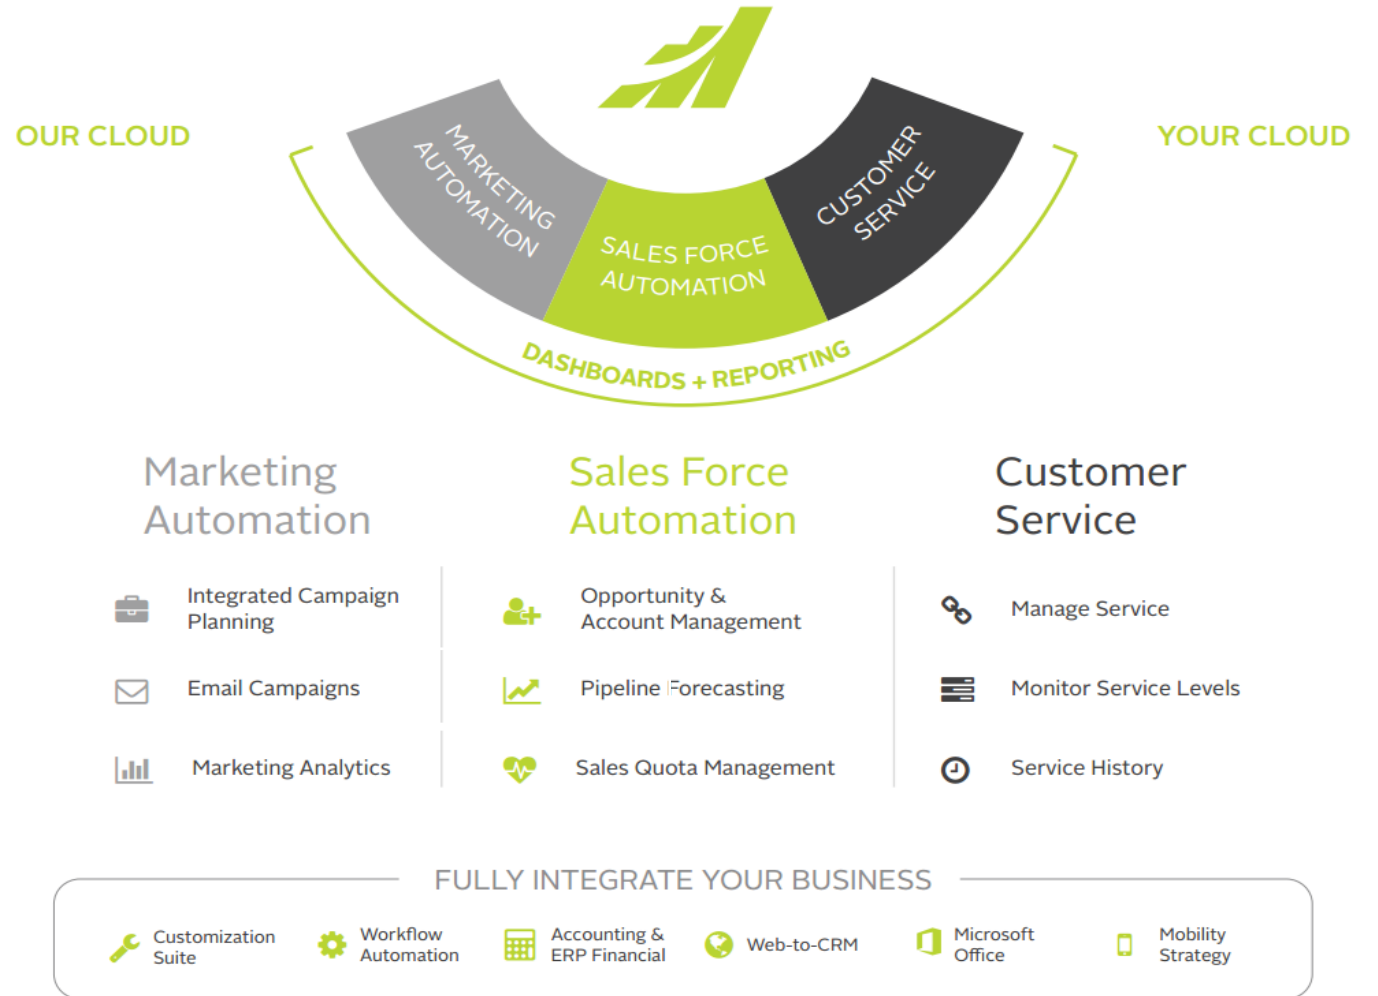 OUR CLOUD
YOUR CLOUD
MARKETING
AUTOMATION
SALES FORCE
AUTOMATION
CUSTOMER
SERVICE
DASHBOARDS + REPORTING
Marketing
Automation
Integrated Campaign
Planning
Email Campaigns
Marketing Analytics
Sales Force
Automation
Opportunity &
Account Management
Pipeline Forecasting
Sales Quota Management
Customer
Service
Manage Service
Monitor Service Levels
Service History
FULLY INTEGRATE YOUR BUSINESS
Customization
Suite
Workflow
Automation
Accounting &
ERP Financial
Web-to-CRM
Microsoft
Office
Mobility
Strategy